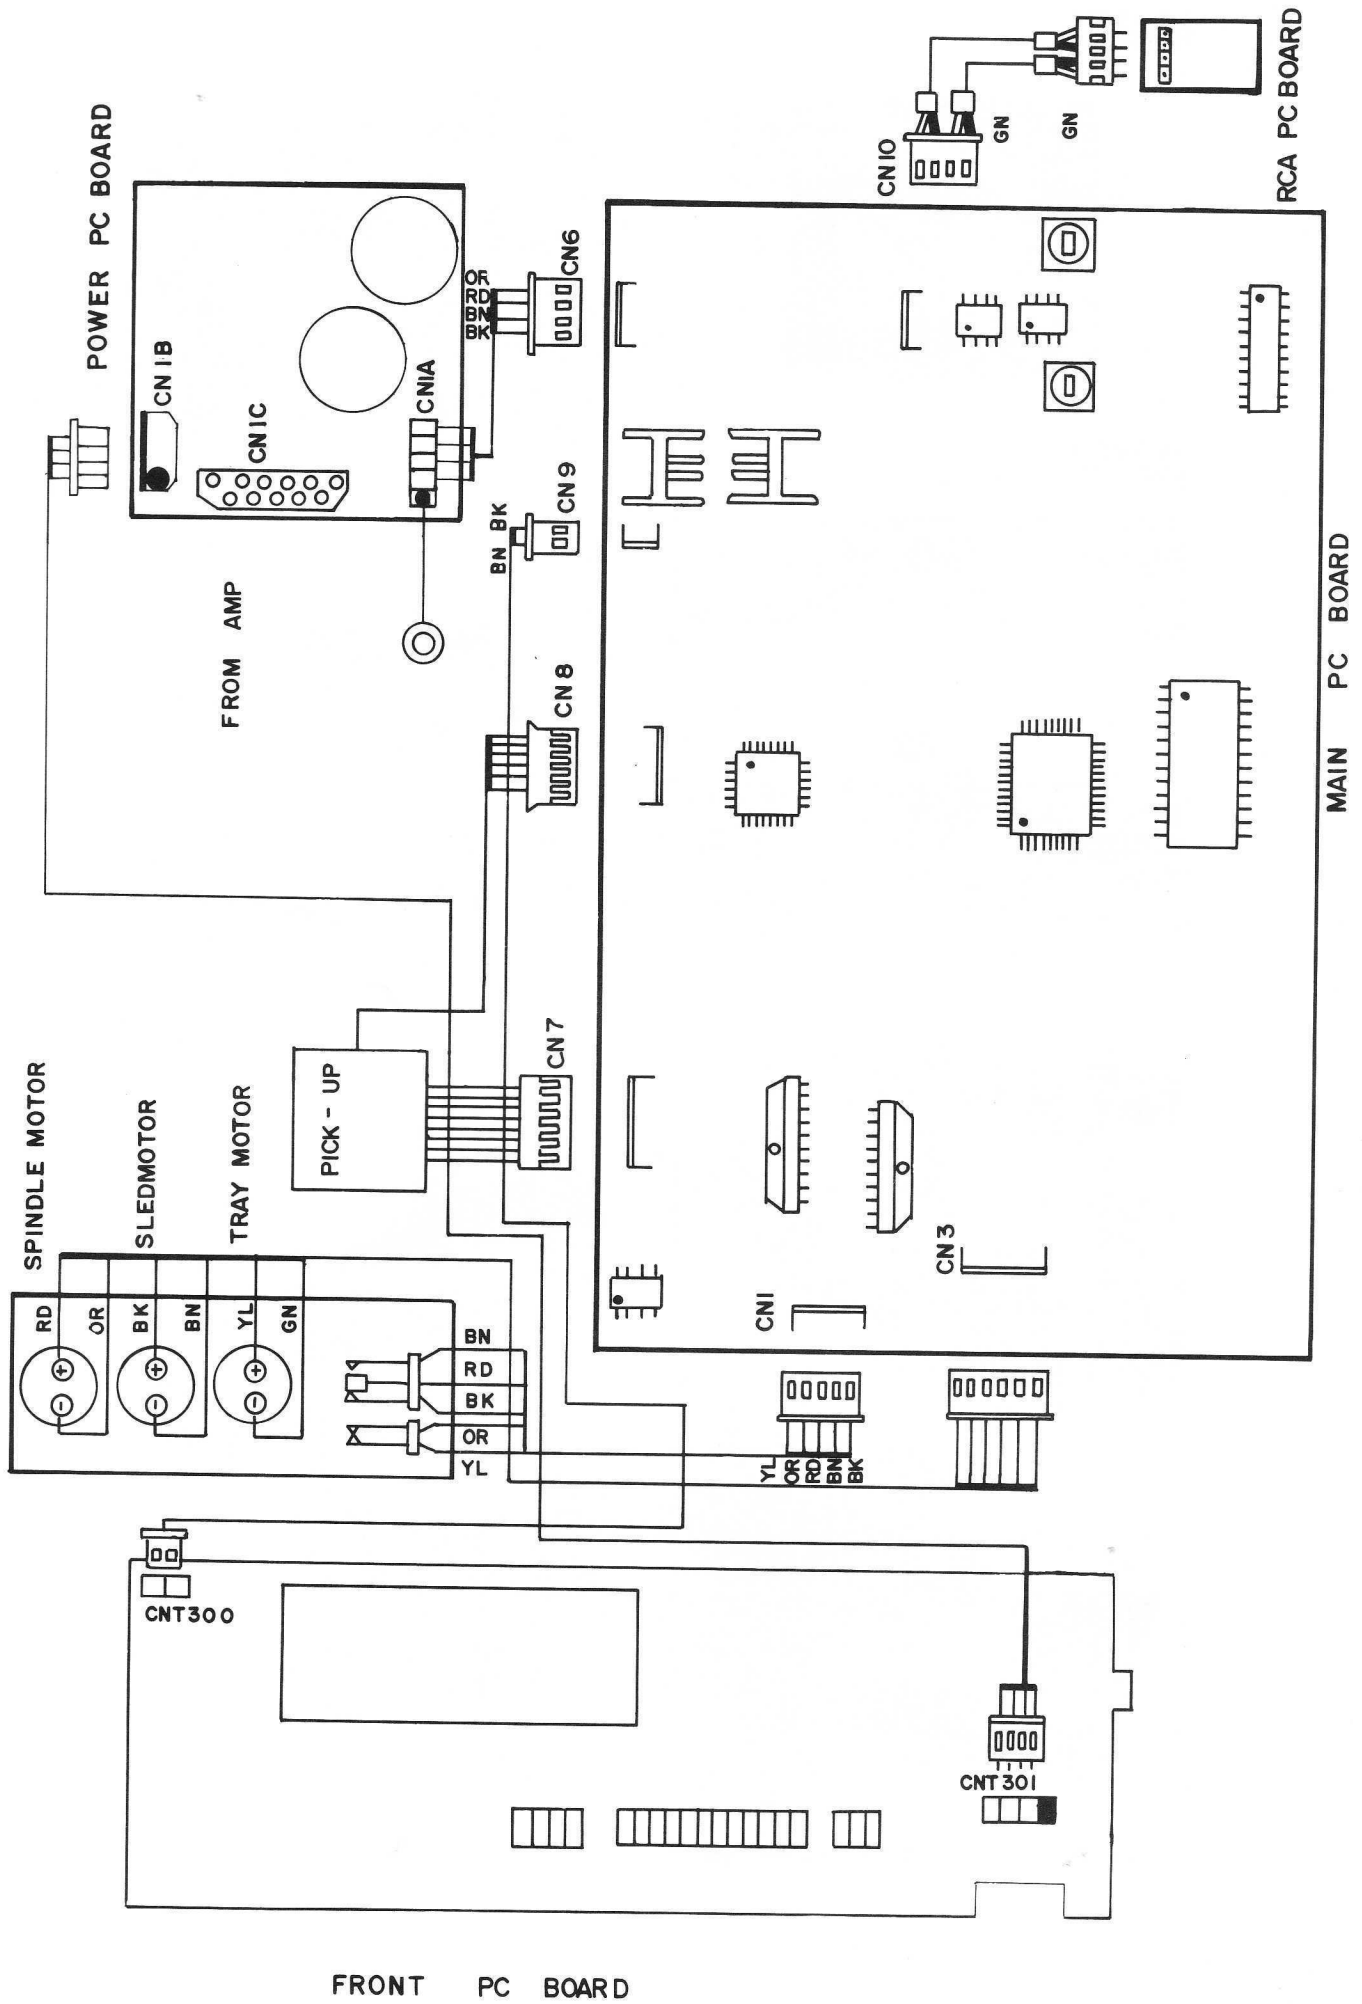 POWER PC BOARD
CN1B
CN1C
CN1A
OR
RD
BN
BK
CN6
CN10
GN
GN
RCA PC BOARD
FROM AMP
BN BK
CN9
CN8
SPINDLE MOTOR
SLEDMOTOR
TRAY MOTOR
PICK-UP
CN7
MAIN PC BOARD
RD
OR
BK
BN
YL
GN
BN
RD
BK
OR
YL
CN1
CN3
YL
OR
RD
BN
BK
CNT300
CNT301
FRONT PC BOARD